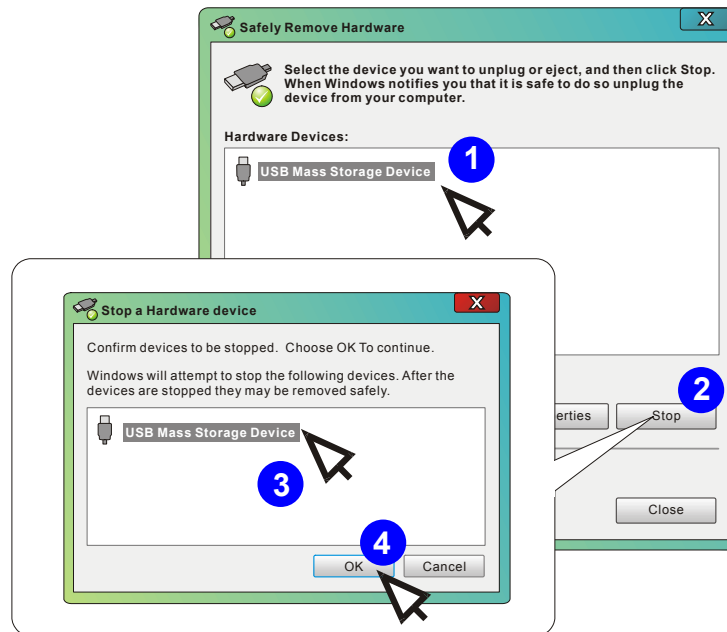 Safely Remove Hardware
X
Select the device you want to unplug or eject, and then click Stop.
When Windows notifies you that it is safe to do so unplug the
device from your computer.
Hardware Devices:
1
USB Mass Storage Device
2
erties
Stop
Close
Stop a Hardware device
X
Confirm devices to be stopped. Choose OK To continue.
Windows will attempt to stop the following devices. After the
devices are stopped they may be removed safely.
USB Mass Storage Device
3
4
OK
Cancel